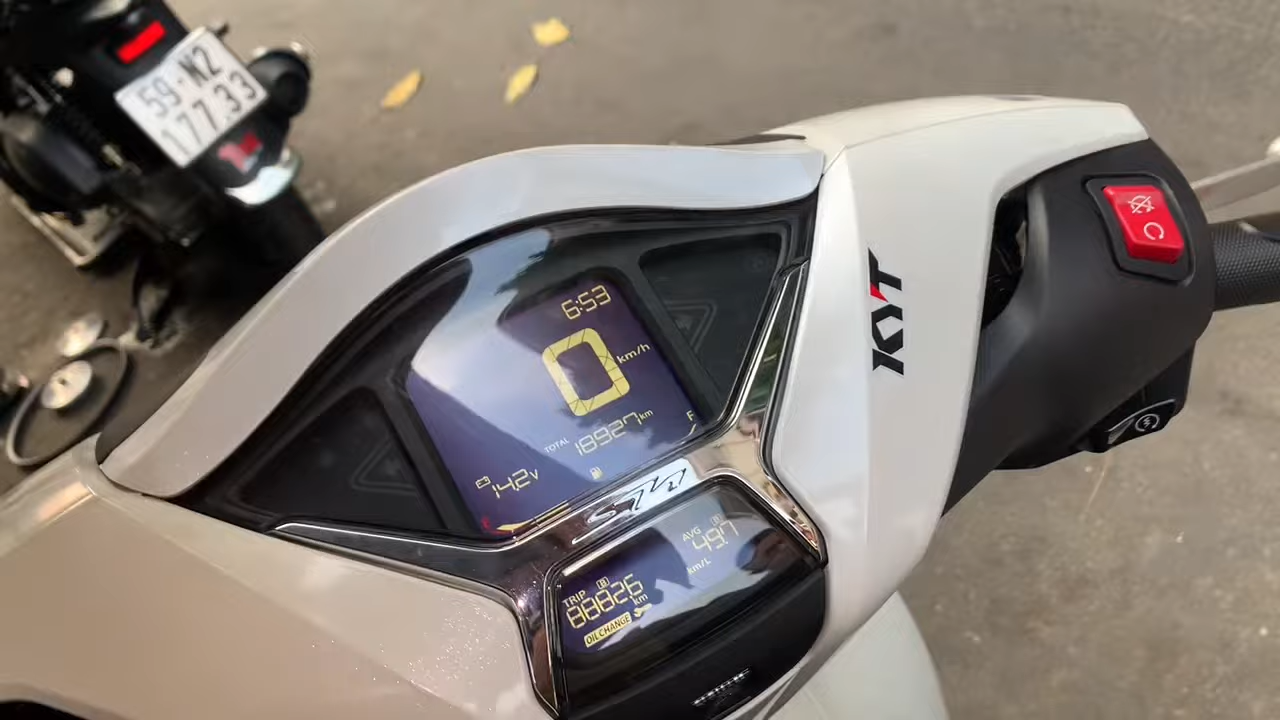 59-N2
177.33
KYT
6:53
0
km/h
TOTAL 18927 km
F
14.2V
AVG B
49.7
km/L
TRIP B
km
OIL CHANGE